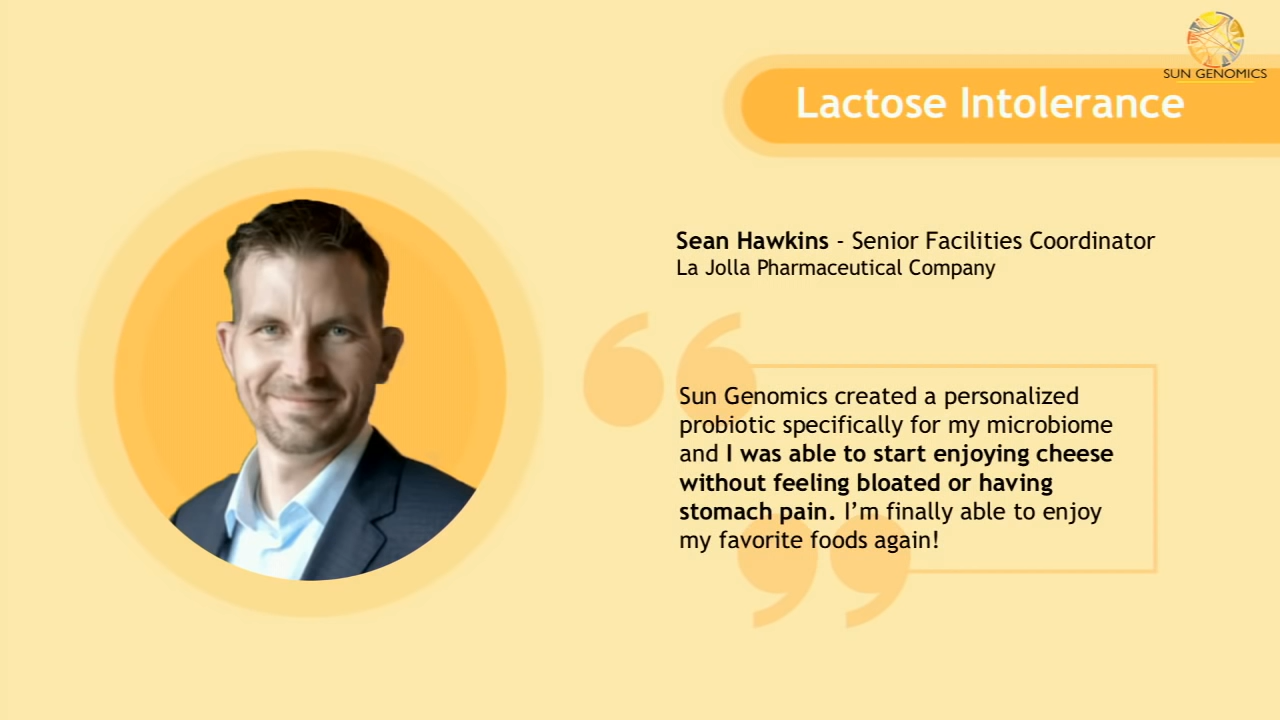 SUN GENOMICS
Lactose Intolerance
Sean Hawkins - Senior Facilities Coordinator
La Jolla Pharmaceutical Company
Sun Genomics created a personalized
probiotic specifically for my microbiome
and I was able to start enjoying cheese
without feeling bloated or having
stomach pain. I’m finally able to enjoy
my favorite foods again!